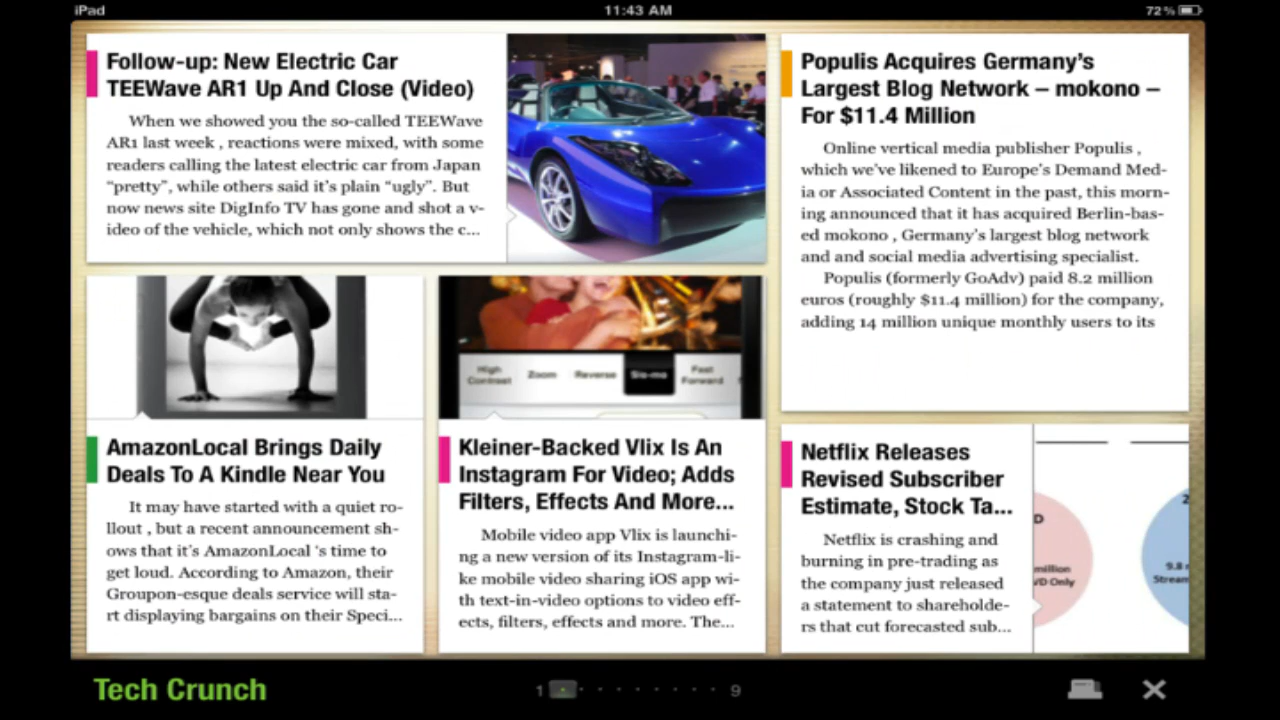 iPad
11:43 AM
72%
Follow-up: New Electric Car
TEEWave AR1 Up And Close (Video)
When we showed you the so-called TEEWave
AR1 last week , reactions were mixed, with some
readers calling the latest electric car from Japan
“pretty”, while others said it’s plain “ugly”. But
now news site DigInfo TV has gone and shot a v-
ideo of the vehicle, which not only shows the c...
Populis Acquires Germany’s
Largest Blog Network – mokono –
For $11.4 Million
Online vertical media publisher Populis ,
which we’ve likened to Europe’s Demand Med-
ia or Associated Content in the past, this morn-
ing announced that it has acquired Berlin-bas-
ed mokono , Germany’s largest blog network
and and social media advertising specialist.
Populis (formerly GoAdv) paid 8.2 million
euros (roughly $11.4 million) for the company,
adding 14 million unique monthly users to its
AmazonLocal Brings Daily
Deals To A Kindle Near You
It may have started with a quiet ro-
llout , but a recent announcement sh-
ows that it’s AmazonLocal ‘s time to
get loud. According to Amazon, their
Groupon-esque deals service will sta-
rt displaying bargains on their Speci...
High
Contrast
Zoom
Reverse
Slo-mo
Fast
Forward
Kleiner-Backed Vlix Is An
Instagram For Video; Adds
Filters, Effects And More...
Mobile video app Vlix is launchi-
ng a new version of its Instagram-li-
ke mobile video sharing iOS app wi-
th text-in-video options to video eff-
ects, filters, effects and more. The...
Netflix Releases
Revised Subscriber
Estimate, Stock Ta...
Netflix is crashing and
burning in pre-trading as
the company just released
a statement to shareholde-
rs that cut forecasted sub...
D
million
VD Only
2
9.8
Stream
Tech Crunch
1
9